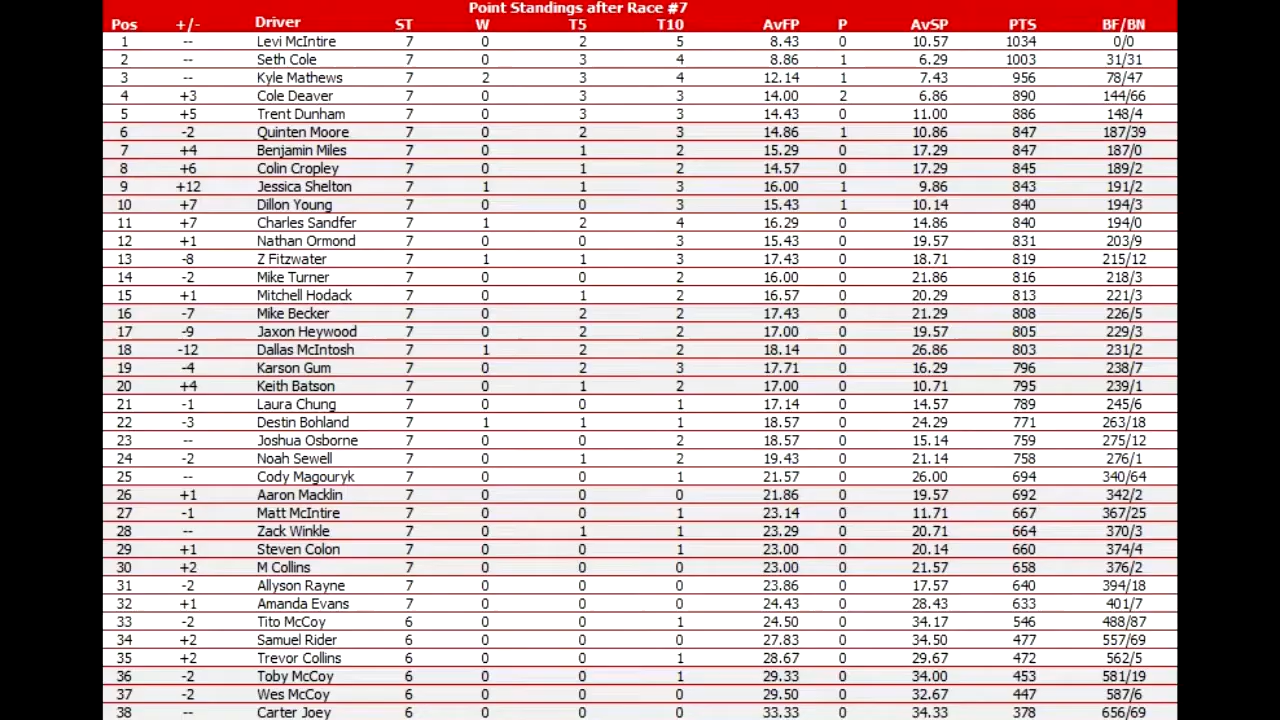 Point Standings after Race #7
Pos +/- Driver ST W T5 T10 AvFP P AvSP PTS BF/BN
1 -- Levi McIntire 7 0 2 5 8.43 0 10.57 1034 0/0
2 -- Seth Cole 7 0 3 4 8.86 1 6.29 1003 31/31
3 -- Kyle Mathews 7 2 3 4 12.14 1 7.43 956 78/47
4 +3 Cole Deaver 7 0 3 3 14.00 2 6.86 890 144/66
5 +5 Trent Dunham 7 0 3 3 14.43 0 11.00 886 148/4
6 -2 Quinten Moore 7 0 2 3 14.86 1 10.86 847 187/39
7 +4 Benjamin Miles 7 0 1 2 15.29 0 17.29 847 187/0
8 +6 Colin Cropley 7 0 1 2 14.57 0 17.29 845 189/2
9 +12 Jessica Shelton 7 1 1 3 16.00 1 9.86 843 191/2
10 +7 Dillon Young 7 0 0 3 15.43 1 10.14 840 194/3
11 +7 Charles Sandfer 7 1 2 4 16.29 0 14.86 840 194/0
12 +1 Nathan Ormond 7 0 0 3 15.43 0 19.57 831 203/9
13 -8 Z Fitzwater 7 1 1 3 17.43 0 18.71 819 215/12
14 -2 Mike Turner 7 0 0 2 16.00 0 21.86 816 218/3
15 +1 Mitchell Hodack 7 0 1 2 16.57 0 20.29 813 221/3
16 -7 Mike Becker 7 0 2 2 17.43 0 21.29 808 226/5
17 -9 Jaxon Heywood 7 0 2 2 17.00 0 19.57 805 229/3
18 -12 Dallas McIntosh 7 1 2 2 18.14 0 26.86 803 231/2
19 -4 Karson Gum 7 0 2 3 17.71 0 16.29 796 238/7
20 +4 Keith Batson 7 0 1 2 17.00 0 10.71 795 239/1
21 -1 Laura Chung 7 0 0 1 17.14 0 14.57 789 245/6
22 -3 Destin Bohland 7 1 1 1 18.57 0 24.29 771 263/18
23 -- Joshua Osborne 7 0 0 2 18.57 0 15.14 759 275/12
24 -2 Noah Sewell 7 0 1 2 19.43 0 21.14 758 276/1
25 -- Cody Magouryk 7 0 0 1 21.57 0 26.00 694 340/64
26 +1 Aaron Macklin 7 0 0 0 21.86 0 19.57 692 342/2
27 -1 Matt McIntire 7 0 0 1 23.14 0 11.71 667 367/25
28 -- Zack Winkle 7 0 1 1 23.29 0 20.71 664 370/3
29 +1 Steven Colon 7 0 0 1 23.00 0 20.14 660 374/4
30 +2 M Collins 7 0 0 0 23.00 0 21.57 658 376/2
31 -2 Allyson Rayne 7 0 0 0 23.86 0 17.57 640 394/18
32 +1 Amanda Evans 7 0 0 0 24.43 0 28.43 633 401/7
33 -2 Tito McCoy 6 0 0 1 24.50 0 34.17 546 488/87
34 +2 Samuel Rider 6 0 0 0 27.83 0 34.50 477 557/69
35 +2 Trevor Collins 6 0 0 1 28.67 0 29.67 472 562/5
36 -2 Toby McCoy 6 0 0 1 29.33 0 34.00 453 581/19
37 -2 Wes McCoy 6 0 0 0 29.50 0 32.67 447 587/6
38 -- Carter Joey 6 0 0 0 33.33 0 34.33 378 656/69